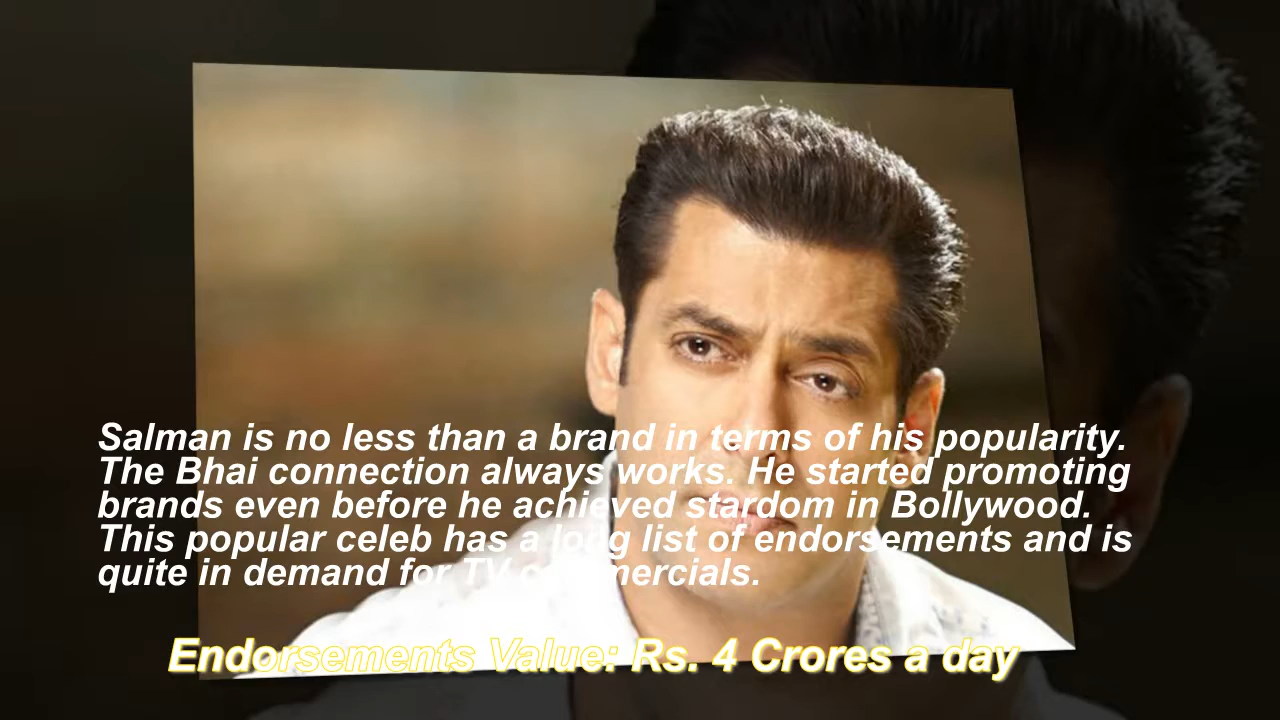 Salman is no less than a brand in terms of his popularity.
The Bhai connection always works. He started promoting
brands even before he achieved stardom in Bollywood.
This popular celeb has a long list of endorsements and is
quite in demand for TV commercials.
Endorsements Value: Rs. 4 Crores a day